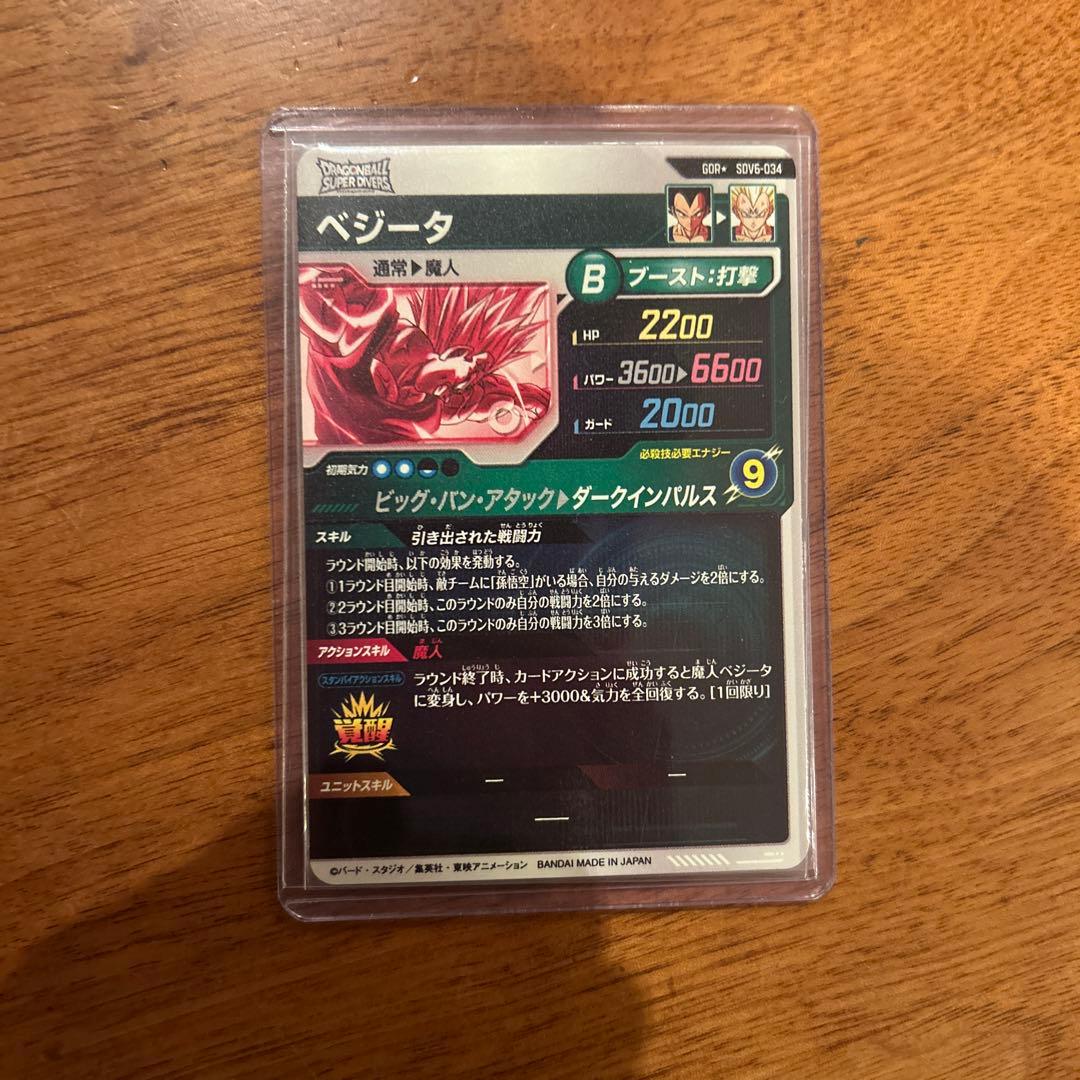 DRAGONBALL SUPER DIVERS
GDR★ SDV6-034
ベジータ
通常▶魔人
B ブースト:打撃
HP 2200
パワー 3600▶6600
ガード 2000
必殺技必要エナジー
9
初期気力
ビッグ・バン・アタック▶ダークインパルス
スキル 引き出された戦闘力
ラウンド開始時、以下の効果を発動する。
①1ラウンド目開始時、敵チームに「孫悟空」がいる場合、自分の与えるダメージを2倍にする。
②2ラウンド目開始時、このラウンドのみ自分の戦闘力を2倍にする。
③3ラウンド目開始時、このラウンドのみ自分の戦闘力を3倍にする。
アクションスキル 魔人
スタンバイアクションスキル
覚醒
ラウンド終了時、カードアクションに成功すると魔人ベジータ
に変身し、パワーを+3000&気力を全回復する。[1回限り]
ユニットスキル — —
—
©バード・スタジオ/集英社・東映アニメーション BANDAI MADE IN JAPAN